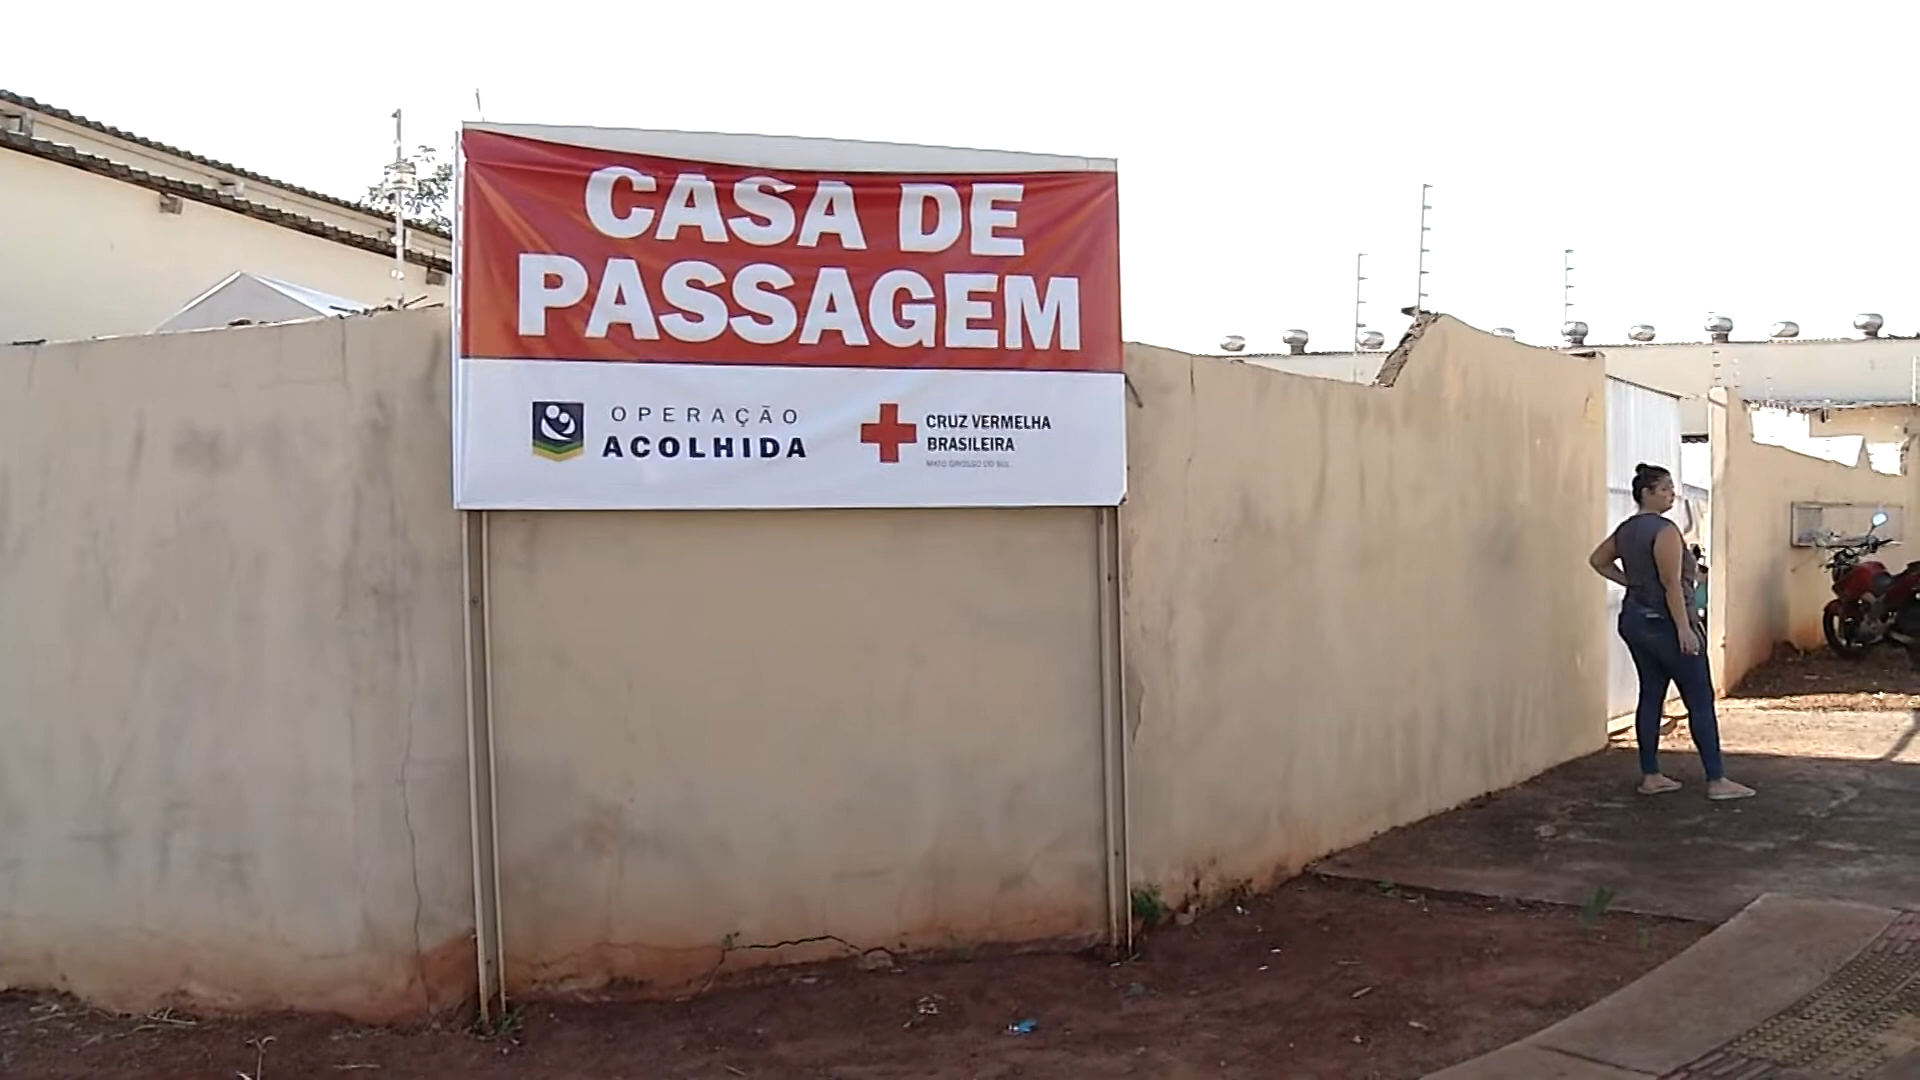 CASA DE
PASSAGEM
OPERAÇÃO
ACOLHIDA
CRUZ VERMELHA
BRASILEIRA
MATO GROSSO DO SUL